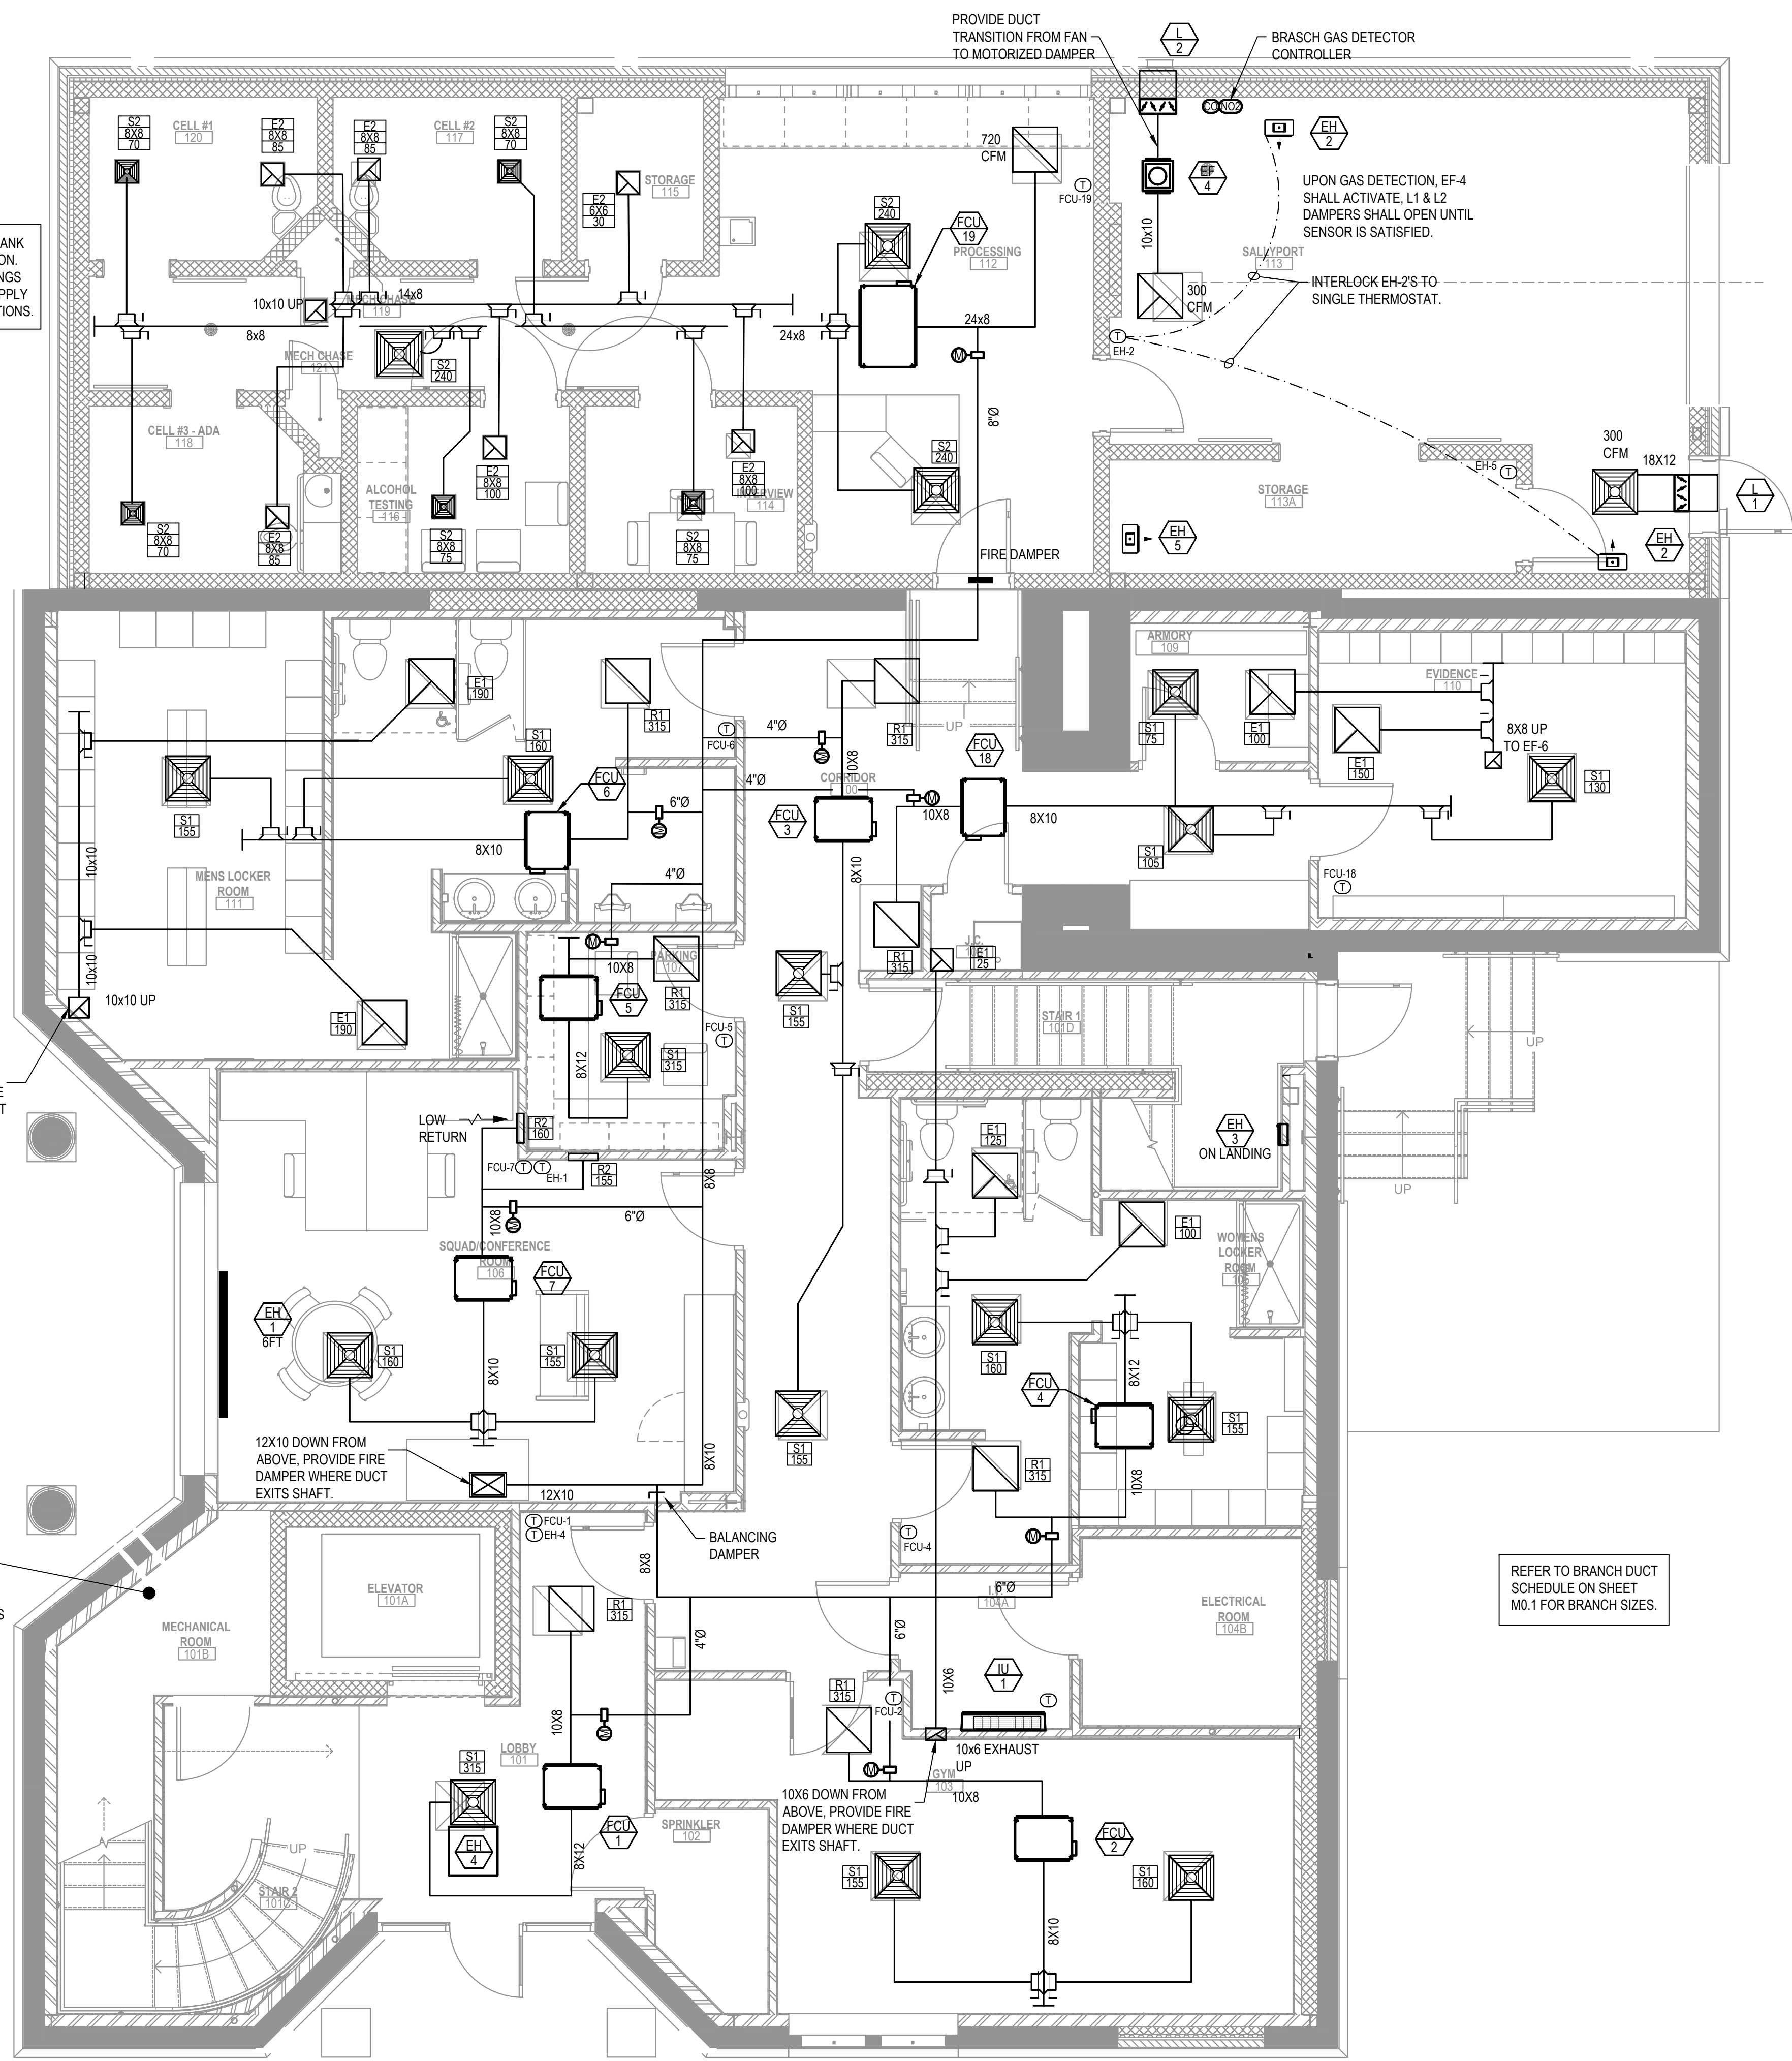 PROVIDE DUCT
TRANSITION FROM FAN
TO MOTORIZED DAMPER
L
2
BRASCH GAS DETECTOR
CONTROLLER
CO
NO2
CELL #1
120
S2
8X8
70
E2
8X8
85
E2
8X8
85
CELL #2
117
S2
8X8
70
STORAGE
115
E2
6X6
30
720
CFM
T
FCU-19
S2
240
FCU
19
PROCESSING
112
EF
4
EH
2
UPON GAS DETECTION, EF-4
SHALL ACTIVATE, L1 & L2
DAMPERS SHALL OPEN UNTIL
SENSOR IS SATISFIED.
10x10
SALLYPORT
113
INTERLOCK EH-2'S TO
SINGLE THERMOSTAT.
300
CFM
ANK
ON.
NGS
PPLY
TIONS.
10x10 UP
14x8
MECH CHASE
119
8x8
24x8
24x8
M
T
EH-2
MECH CHASE
121
S2
240
8"Ø
CELL #3 - ADA
118
S2
8X8
70
E2
8X8
85
ALCOHOL
TESTING
116
E2
8X8
100
S2
8X8
75
E2
8X8
100
INTERVIEW
114
S2
8X8
75
S2
240
STORAGE
113A
EH-5
T
300
CFM
18X12
L
1
EH
5
EH
2
FIRE DAMPER
E1
190
R1
315
T
FCU-6
4"Ø
R1
315
UP
ARMORY
109
S1
75
E1
100
EVIDENCE
110
8X8 UP
TO EF-6
E1
150
S1
130
S1
160
FCU
6
6"Ø
M
S1
155
8X10
4"Ø
M
10X8
CORRIDOR
100
FCU
3
FCU
18
M
10X8
8X10
S1
105
FCU-18
T
10x10
MENS LOCKER
ROOM
111
4"Ø
8X10
10x10
10x10 UP
E1
190
M
10X8
PARKING
107
R1
315
FCU
5
FCU-5
T
8X12
S1
315
S1
155
R1
315
J.C.
E1
25
STAIR 1
101D
UP
E
T
LOW
RETURN
R2
160
FCU-7
T
T
EH-1
R2
155
8X8
6"Ø
10X8
M
E1
125
EH
3
ON LANDING
UP
SQUAD/CONFERENCE
ROOM
106
FCU
7
E1
100
WOMENS
LOCKER
ROOM
105
EH
1
6FT
S1
160
8X10
S1
155
S1
160
8X12
FCU
4
S1
155
12X10 DOWN FROM
ABOVE, PROVIDE FIRE
DAMPER WHERE DUCT
EXITS SHAFT.
8X10
S1
155
R1
315
10X8
12X10
T
FCU-1
T
EH-4
BALANCING
DAMPER
8X8
T
FCU-4
M
REFER TO BRANCH DUCT
SCHEDULE ON SHEET
M0.1 FOR BRANCH SIZES.
S
ELEVATOR
101A
MECHANICAL
ROOM
101B
R1
315
6"Ø
104A
ELECTRICAL
ROOM
104B
4"Ø
6"Ø
10X6
IU
1
T
R1
315
T
FCU-2
10X8
M
LOBBY
101
S1
315
10x6 EXHAUST
UP
M
GYM
103
10X8
10X6 DOWN FROM
ABOVE, PROVIDE FIRE
DAMPER WHERE DUCT
EXITS SHAFT.
FCU
1
SPRINKLER
102
EH
4
8X12
FCU
2
UP
STAIR 2
101C
S1
155
S1
160
8X10